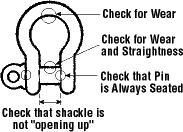 Check for Wear
Check for Wear
and Straightness
Check that Pin
is Always Seated
Check that shackle is
not "opening up"